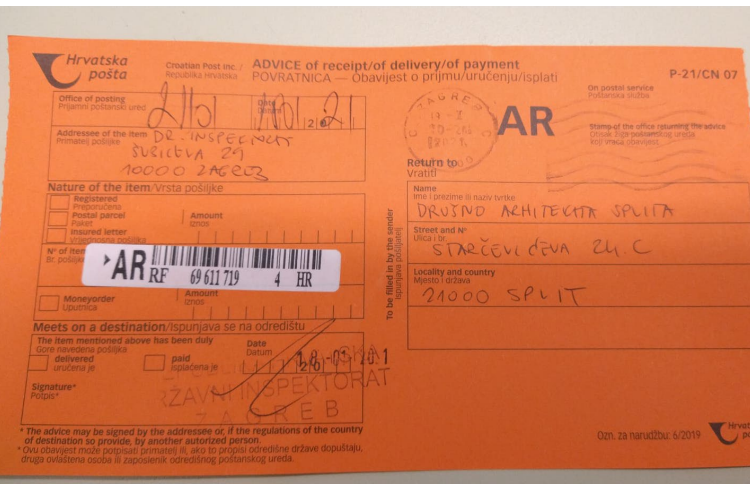 Hrvatska
pošta
Croatian Post Inc./
Republika Hrvatska
ADVICE of receipt/of delivery/of payment
POVRATNICA — Obavijest o prijmu/uručenju/isplati
P-21/CN 07
Office of posting
Prijamni poštanski ured
Date
Datum
Addressee of the item DR. INSPEKTORAT
Primatelj pošiljke
ŠUBIĆEVA 29
10000 ZAGREB
Nature of the item/Vrsta pošiljke
Registered
Preporučena
Postal parcel
Paket
Amount
Iznos
Insured letter
Vrijednosna pošiljka
N° of item
Br. pošiljke
AR RF 69 611 719 4 HR
Moneyorder
Uputnica
Amount
Iznos
Meets on a destination/Ispunjava se na odredištu
The item mentioned above has been duly
Gore navedena pošiljka
delivered
uručena je
paid
isplaćena je
Date
Datum
Signature*
Potpis*
DRŽAVNI INSPEKTORAT
ZAGREB
* The advice may be signed by the addressee or, if the regulations of the country
of destination so provide, by another autorized person.
* Ovu obavijest može potpisati primatelj ili, ako to propisi odredišne države dopuštaju,
druga ovlaštena osoba ili zaposlenik odredišnog poštanskog ureda.
To be filled in by the sender
Ispunjava pošiljatelj
ZAGREB
AR
On postal service
Poštanska služba
Stamp of the office returning the advice
Otisak žiga poštanskog ureda
koji vraća obavijest
Return to
Vratiti
Name
Ime i prezime ili naziv tvrtke
DRUŠTVO ARHITEKATA SPLITA
Street and N°
Ulica i br.
STARČEVIĆEVA 24.C
Locality and country
Mjesto i država
21000 SPLIT
Ozn. za narudžbu: 6/2019